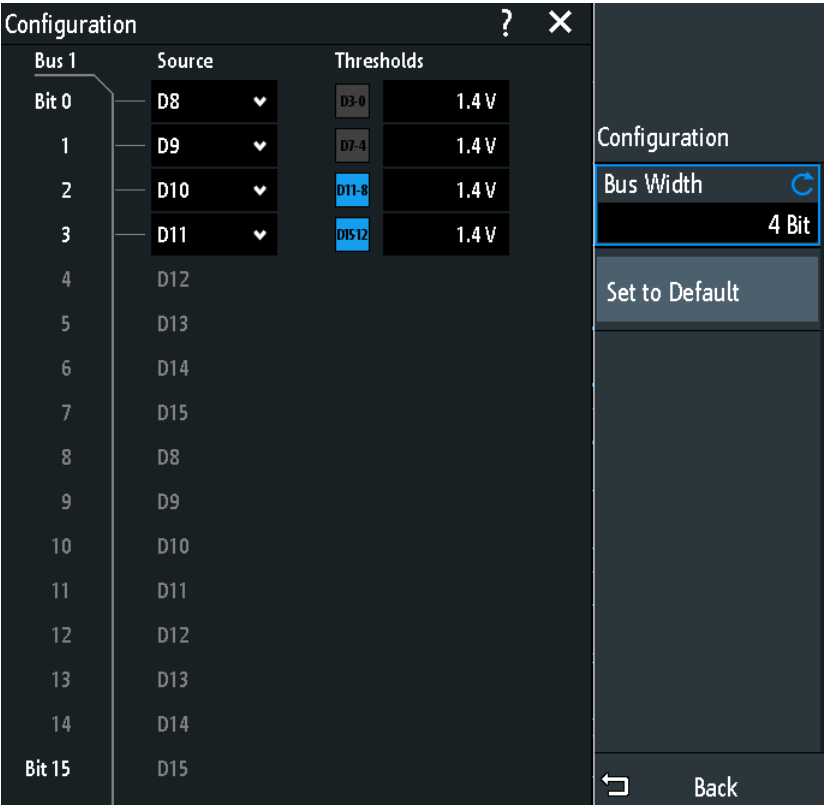 Configuration ? ×
Bus 1 Source Thresholds
Bit 0 D8 D3-0 1.4 V
1 D9 D7-4 1.4 V
2 D10 D11-8 1.4 V
3 D11 D1512 1.4 V
4 D12
5 D13
6 D14
7 D15
8 D8
9 D9
10 D10
11 D11
12 D12
13 D13
14 D14
Bit 15 D15
Configuration
Bus Width
4 Bit
Set to Default
Back